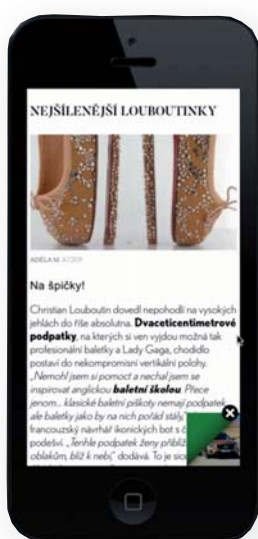 NEJŠÍLENĚJŠÍ LOUBOUTINKY
Na špičky!
Christian Louboutin dovedl nepohodlí na vysokých
jehlách do říše absolutna. Dvaceticentimetrové
podpatky, na kterých si ven vyjdou možná tak
profesionální baletky a Lady Gaga, chodidlo
postaví do nekompromisní vertikální polohy.
„Nemohl jsem si pomoct a nechal jsem se
inspirovat anglickou baletní školou. Přece
jenom... klasické baletní piškoty nemají podpatek,
ale baletky jako by na nich pořád stály,"
francouzský návrhář ikonických bot s
podešví. „Tenhle podpatek ženy
oblakům, blíž k nebi," dodává. To je